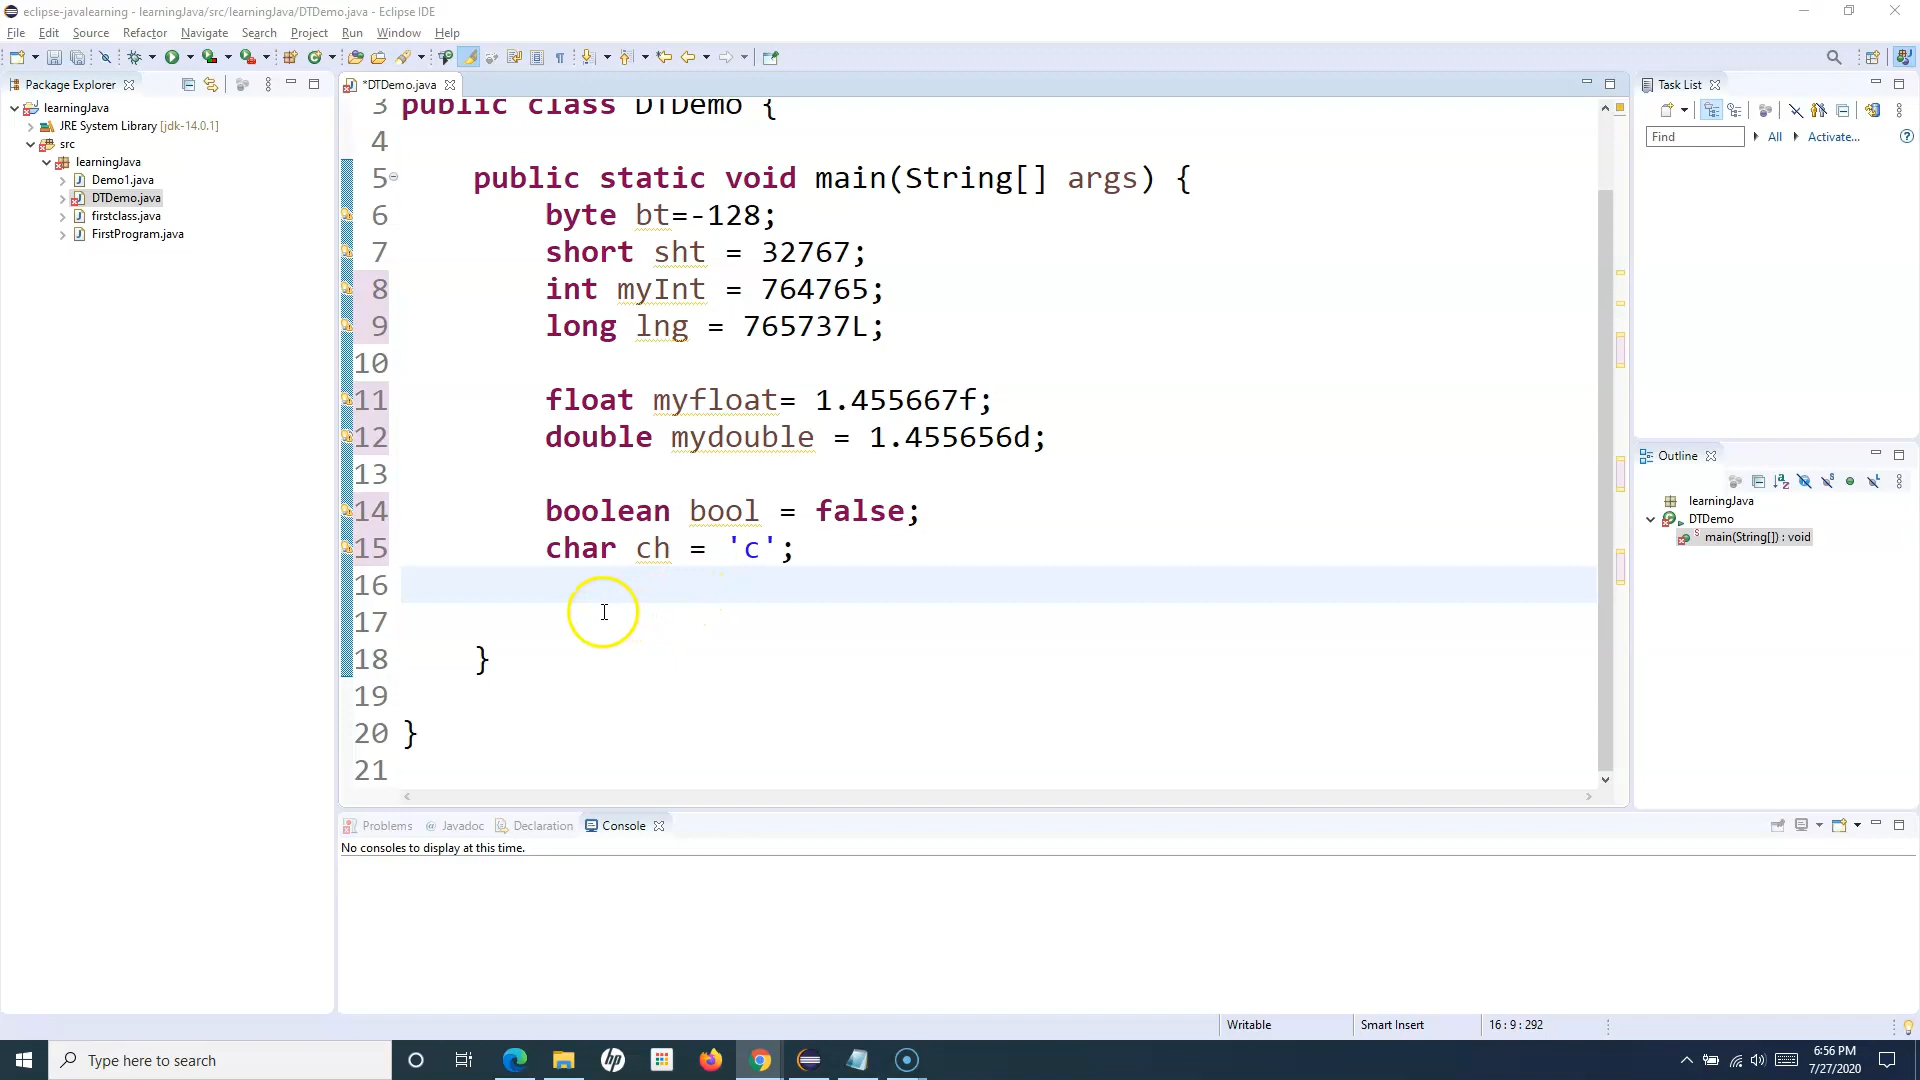 eclipse-javalearning - learningJava/src/learningJava/DTDemo.java - Eclipse IDE
File Edit Source Refactor Navigate Search Project Run Window Help
Package Explorer
learningJava
JRE System Library [jdk-14.0.1]
src
learningJava
Demo1.java
DTDemo.java
firstclass.java
FirstProgram.java
*DTDemo.java
3 public class DTDemo {
4
5 public static void main(String[] args) {
6 byte bt=-128;
7 short sht = 32767;
8 int myInt = 764765;
9 long lng = 765737L;
10
11 float myfloat= 1.455667f;
12 double mydouble = 1.455656d;
13
14 boolean bool = false;
15 char ch = 'c';
16
17
18 }
19
20 }
21
Task List
Find All Activate...
Outline
learningJava
DTDemo
main(String[]) : void
Problems @ Javadoc Declaration Console
No consoles to display at this time.
Writable Smart Insert 16 : 9 : 292
Type here to search
hp
6:56 PM
7/27/2020